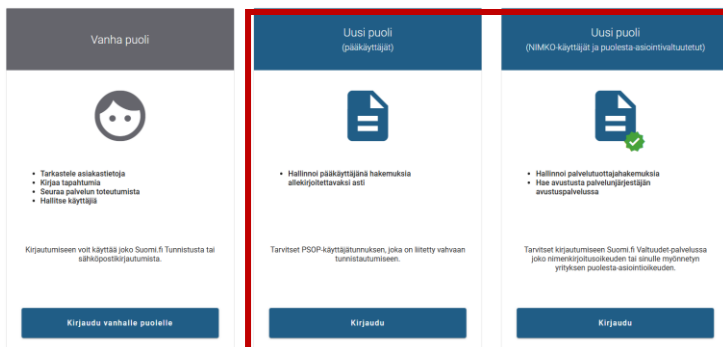 Vanha puoli
• Tarkastele asiakastietoja
• Kirjaa tapahtumia
• Seuraa palvelun toteutumista
• Hallitse käyttäjiä
Kirjautumiseen voit käyttää joko Suomi.fi Tunnistusta tai
sähköpostikirjautumista.
Kirjaudu vanhalle puolelle
Uusi puoli
(pääkäyttäjät)
• Hallinnoi pääkäyttäjänä hakemuksia
allekirjoitettavaksi asti
Tarvitset PSOP-käyttäjätunnuksen, joka on liitetty vahvaan
tunnistautumiseen.
Kirjaudu
Uusi puoli
(NIMKO-käyttäjät ja puolesta-asiointivaltuutetut)
• Hallinnoi palvelutuottajahakemuksia
• Hae avustusta palvelunjärjestäjän
avustuspalvelussa
Tarvitset kirjautumiseen Suomi.fi Valtuudet-palvelussa
joko nimenkirjoitusoikeuden tai sinulle myönnetyn
yrityksen puolesta-asiointioikeuden.
Kirjaudu